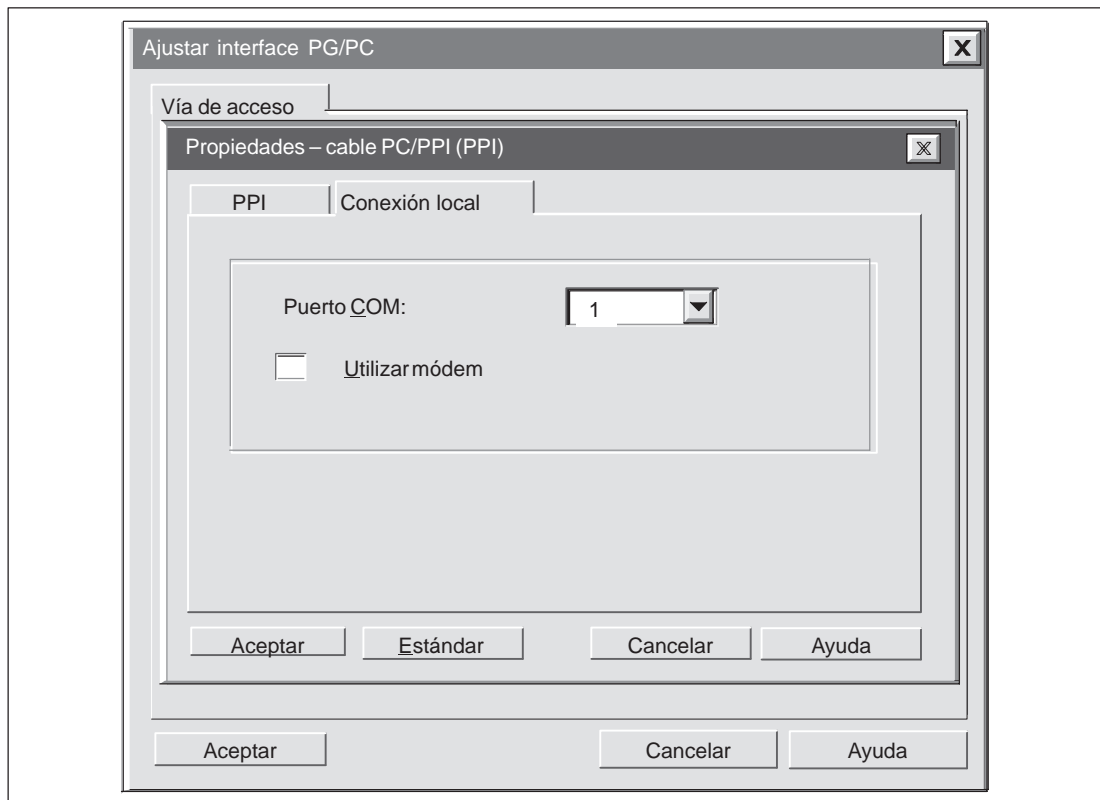 Ajustar interface PG/PC
X
Vía de acceso
Propiedades – cable PC/PPI (PPI)
X
PPI Conexión local
Puerto COM: 1
Utilizar módem
Aceptar Estándar Cancelar Ayuda
Aceptar Cancelar Ayuda